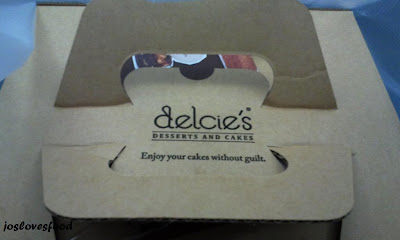 delcie's®
DESSERTS AND CAKES
Enjoy your cakes without guilt.
joslovesfood